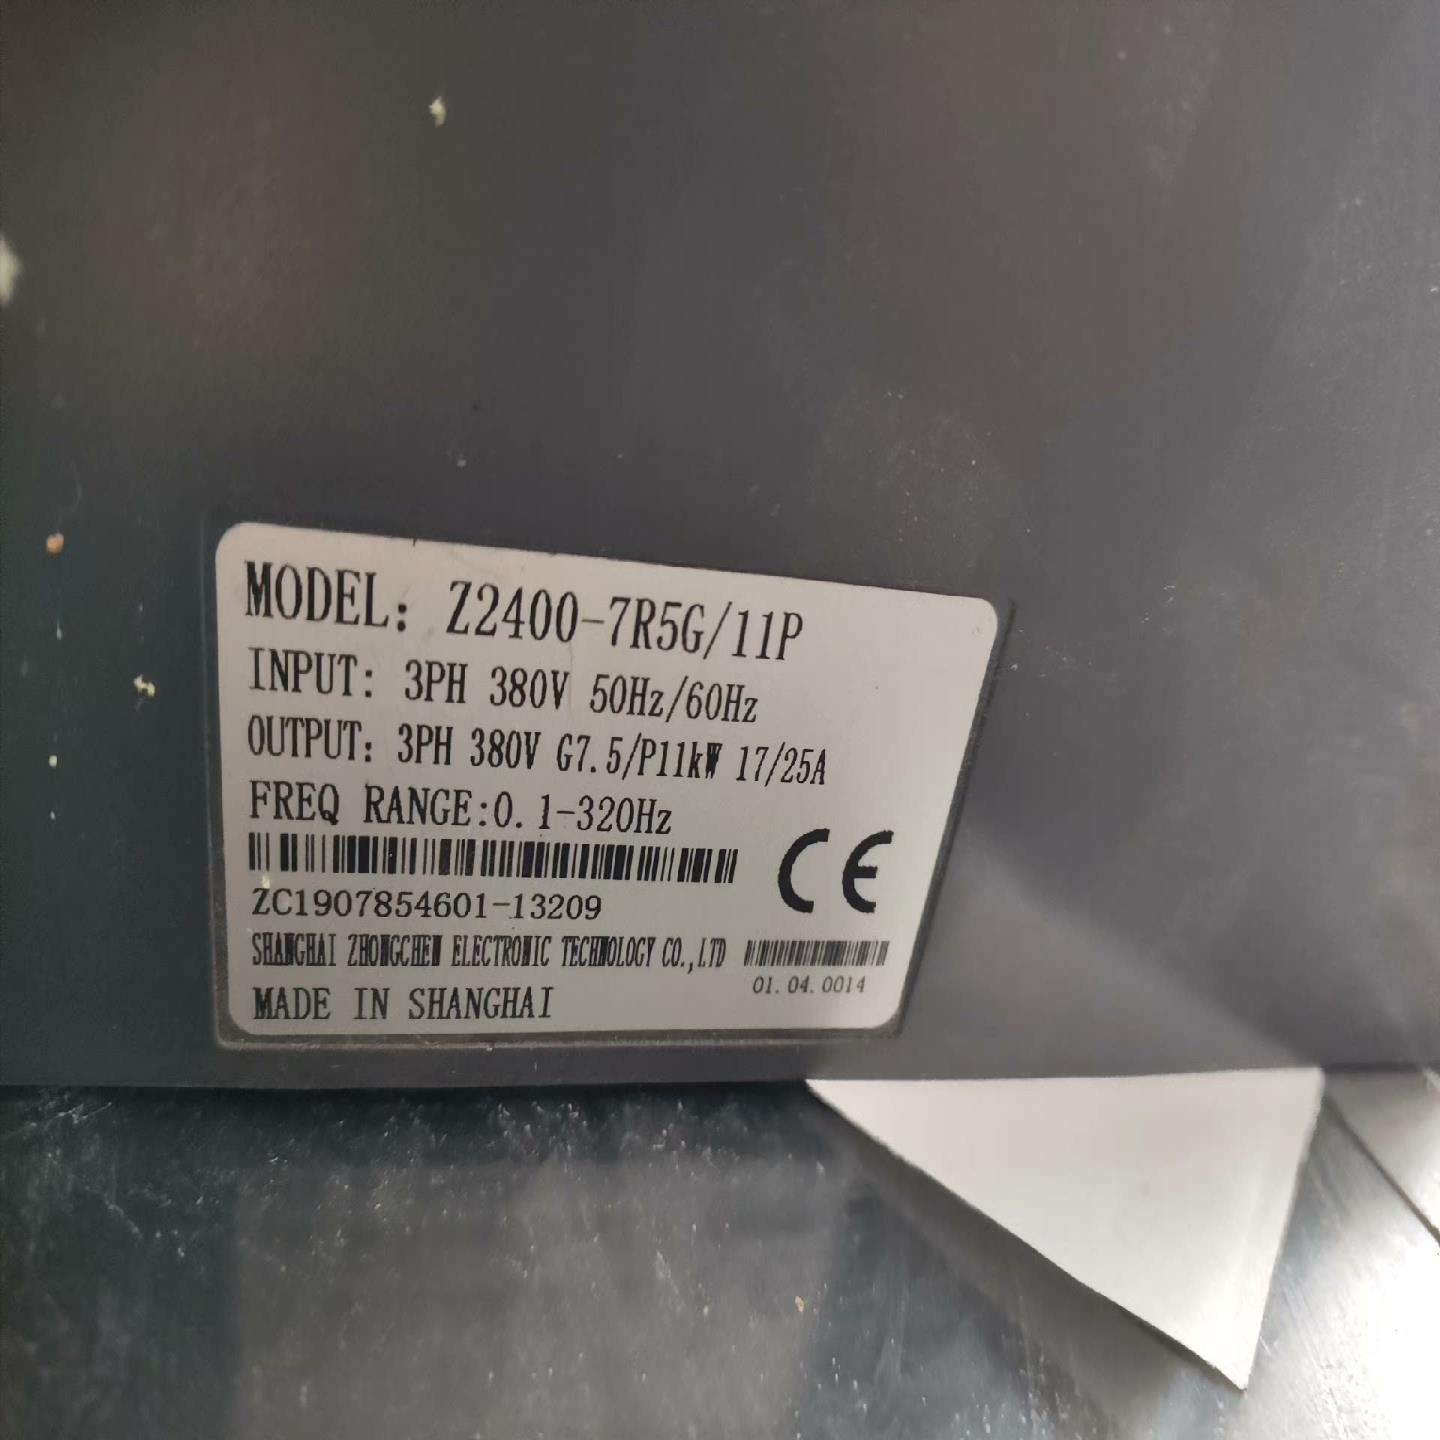 MODEL: Z2400-7R5G/11P
INPUT: 3PH 380V 50Hz/60Hz
OUTPUT: 3PH 380V G7.5/P11kW 17/25A
FREQ RANGE:0.1-320Hz
CE
ZC1907854601-13209
SHANGHAI ZHONGCHEN ELECTRONIC TECHNOLOGY CO.,LTD
01.04.0014
MADE IN SHANGHAI